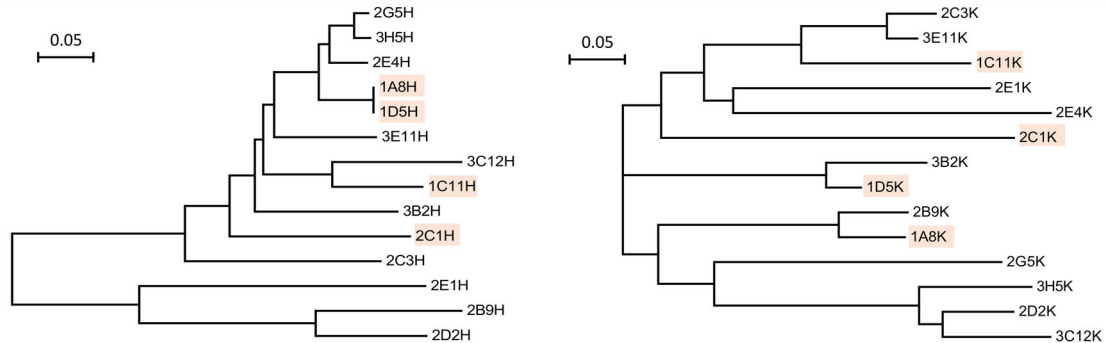 0.05
2G5H
3H5H
2E4H
1A8H
1D5H
3E11H
3C12H
1C11H
3B2H
2C1H
2C3H
2E1H
2B9H
2D2H
0.05
2C3K
3E11K
1C11K
2E1K
2E4K
2C1K
3B2K
1D5K
2B9K
1A8K
2G5K
3H5K
2D2K
3C12K